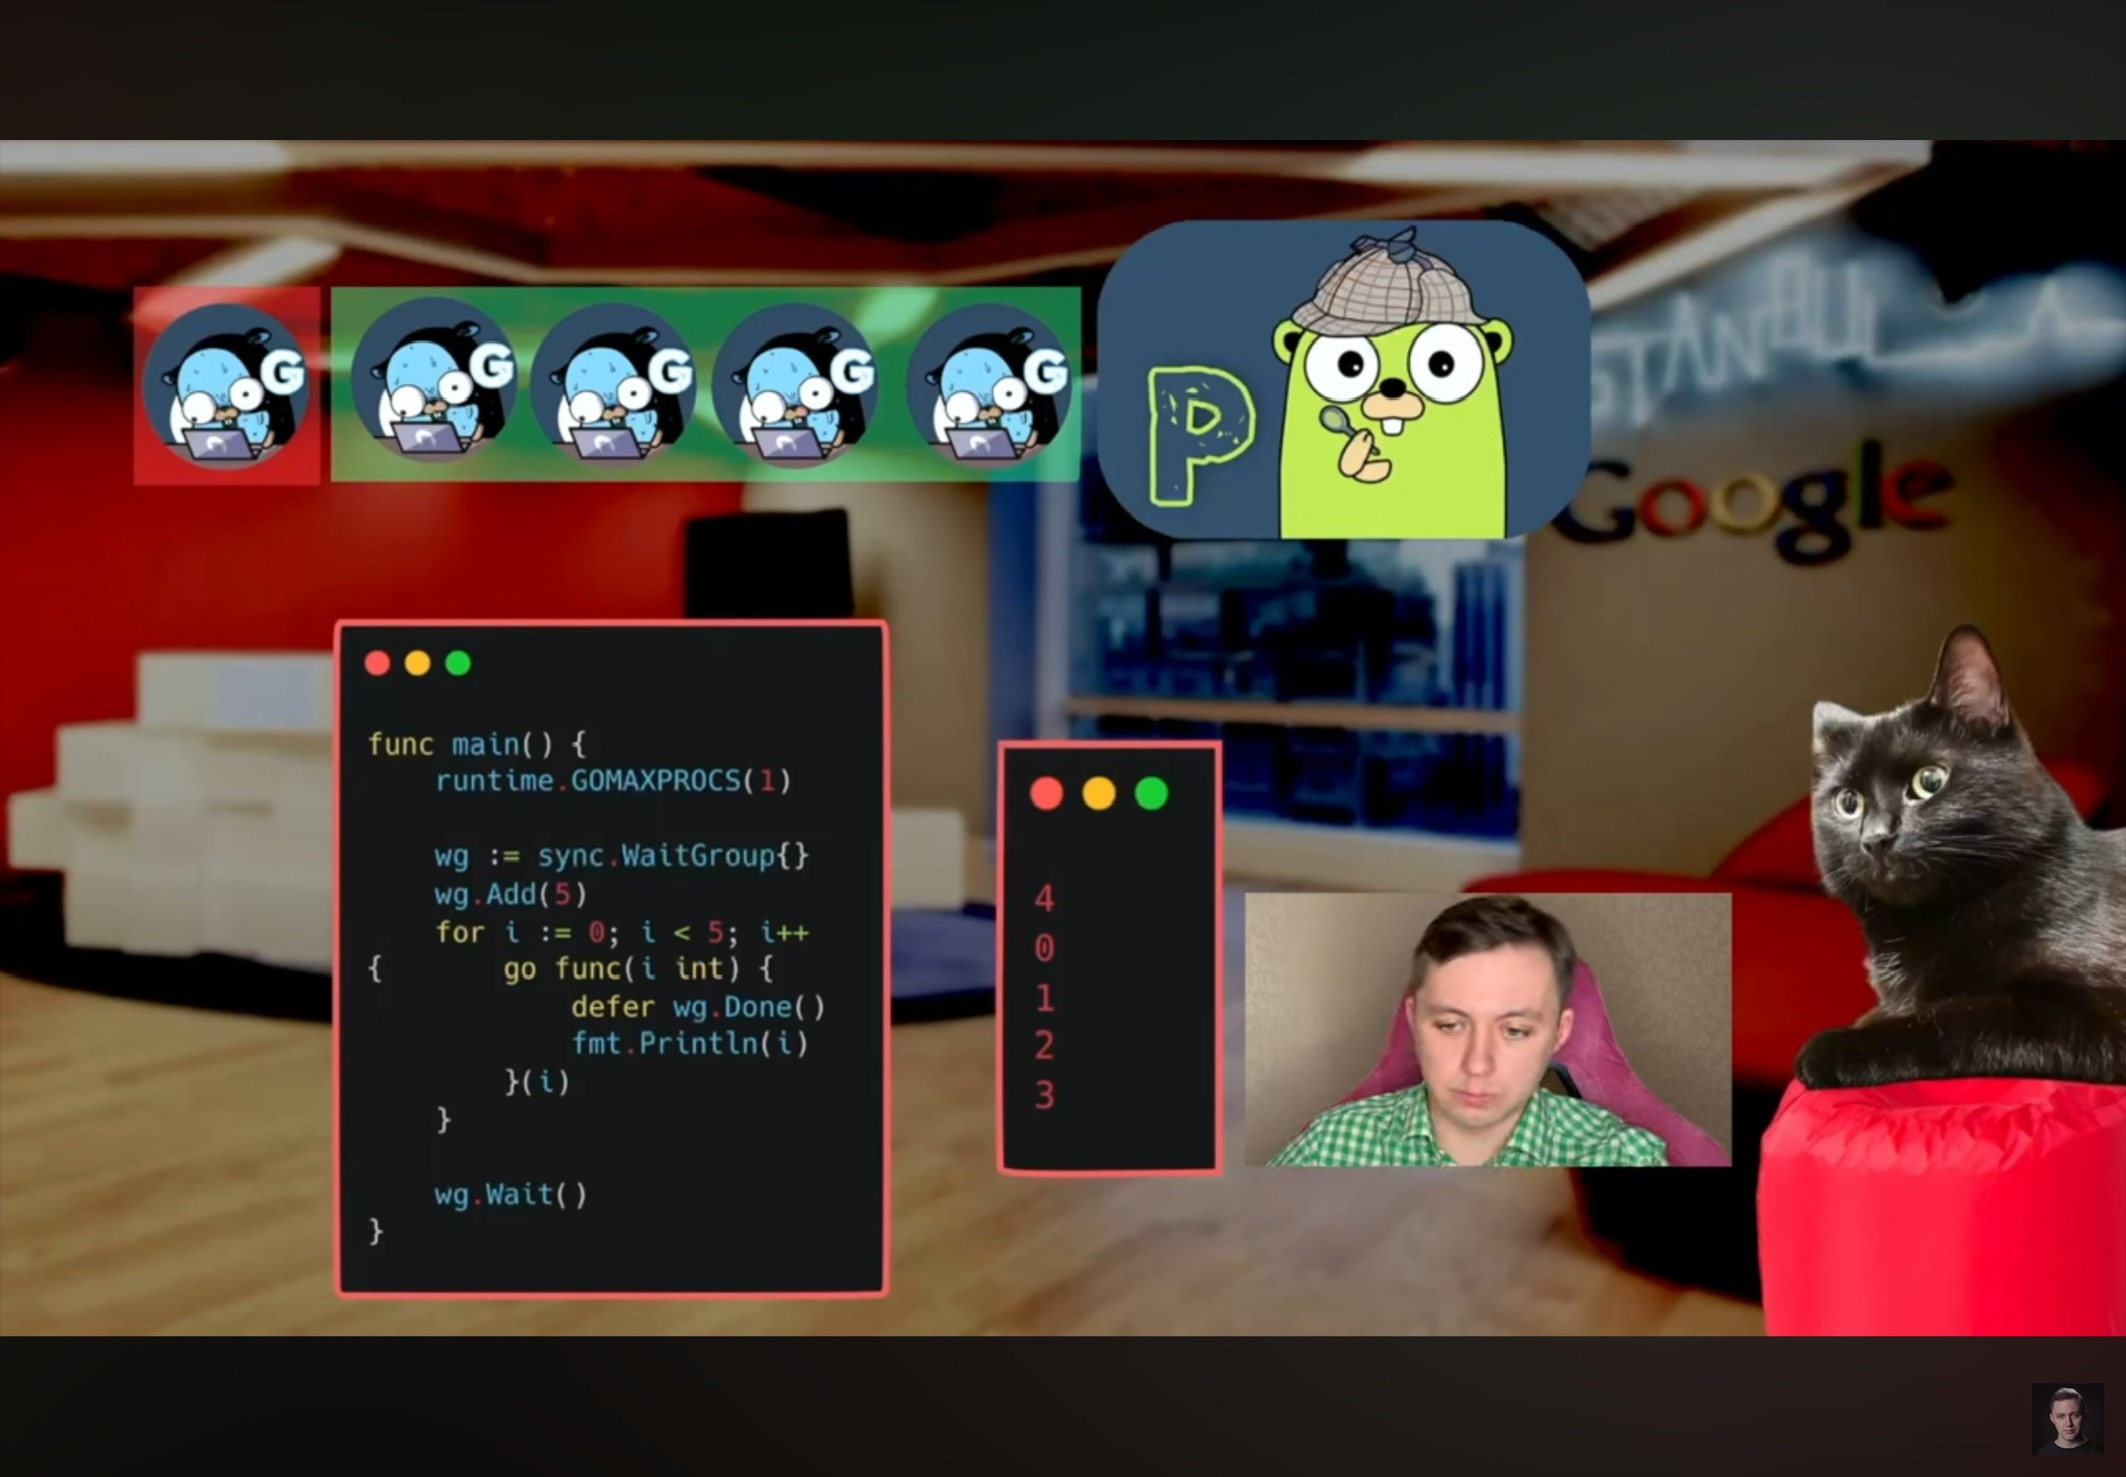 G G G G G
P
STANBUL
Google
func main() {
runtime.GOMAXPROCS(1)
wg := sync.WaitGroup{}
wg.Add(5)
for i := 0; i < 5; i++
{ go func(i int) {
defer wg.Done()
fmt.Println(i)
}(i)
}
wg.Wait()
}
4
0
1
2
3